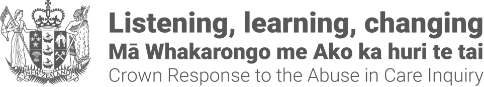 Listening, learning, changing
Mā Whakarongo me Ako ka huri te tai
Crown Response to the Abuse in Care Inquiry